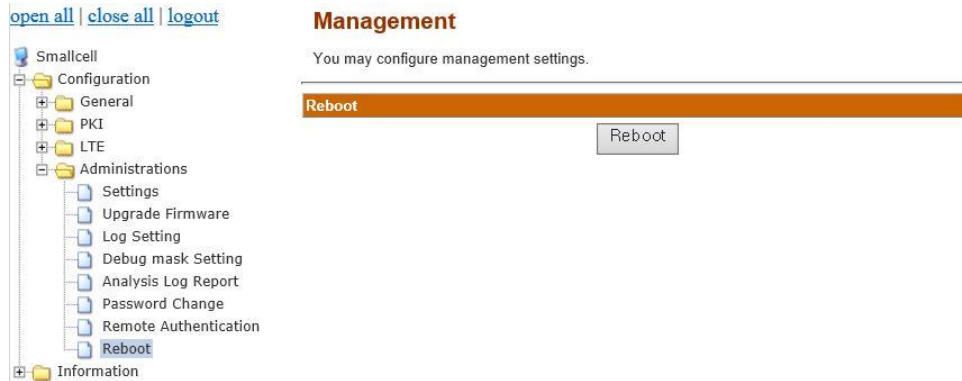 open all | close all | logout
Smallcell
Configuration
General
PKI
LTE
Administrations
Settings
Upgrade Firmware
Log Setting
Debug mask Setting
Analysis Log Report
Password Change
Remote Authentication
Reboot
Information
Management
You may configure management settings.
Reboot
Reboot